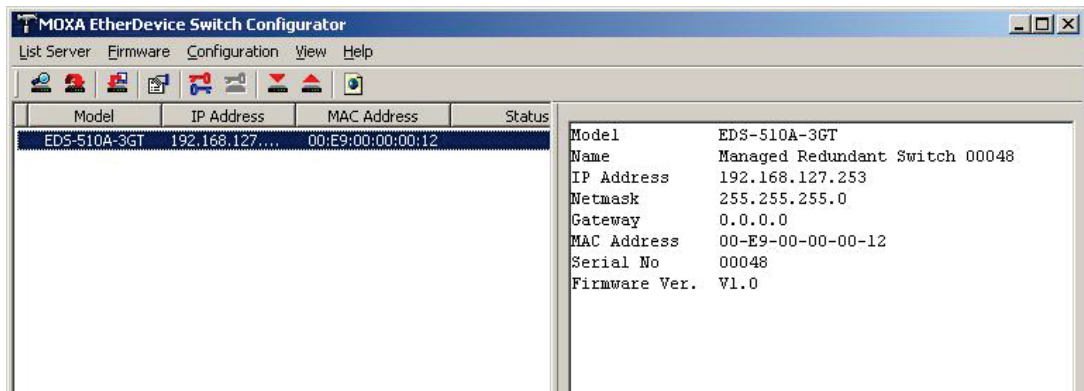 MOXA EtherDevice Switch Configurator
List Server Firmware Configuration View Help
Model IP Address MAC Address Status
EDS-510A-3GT 192.168.127.... 00:E9:00:00:00:12
Model EDS-510A-3GT
Name Managed Redundant Switch 00048
IP Address 192.168.127.253
Netmask 255.255.255.0
Gateway 0.0.0.0
MAC Address 00-E9-00-00-00-12
Serial No 00048
Firmware Ver. V1.0